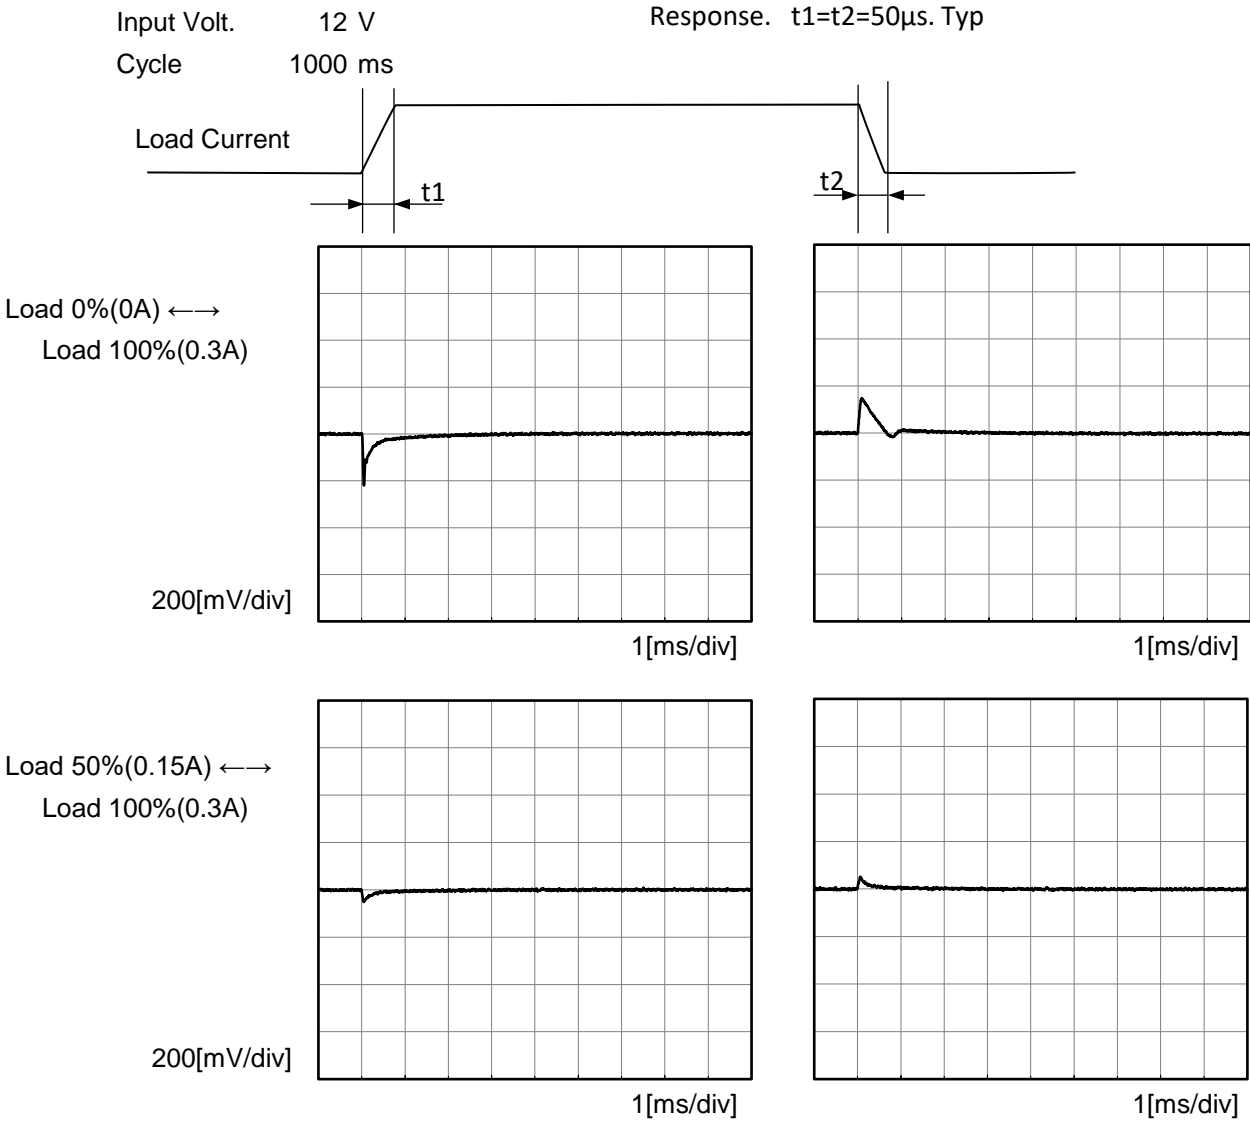 Input Volt. 12 V Response. t1=t2=50µs. Typ
Cycle 1000 ms
Load Current
t1
t2
Load 0%(0A) ←→
Load 100%(0.3A)
200[mV/div]
1[ms/div] 1[ms/div]
Load 50%(0.15A) ←→
Load 100%(0.3A)
200[mV/div]
1[ms/div] 1[ms/div]